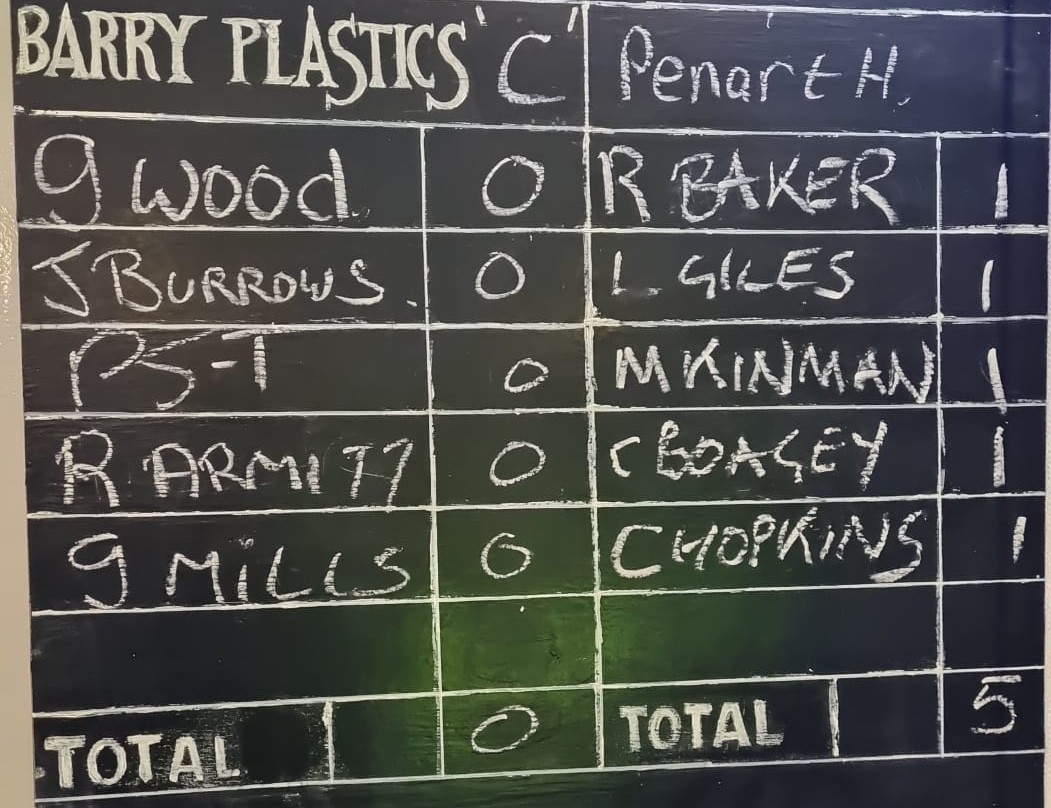 BARRY PLASTICS 'C' Penart H.
G WOOD 0 R BAKER 1
J BURROWS. 0 L GILES 1
0 M KINMAN 1
R ARMITT 0 C BOAGEY 1
G MILLS 0 C HOPKINS 1
TOTAL 0 TOTAL 5